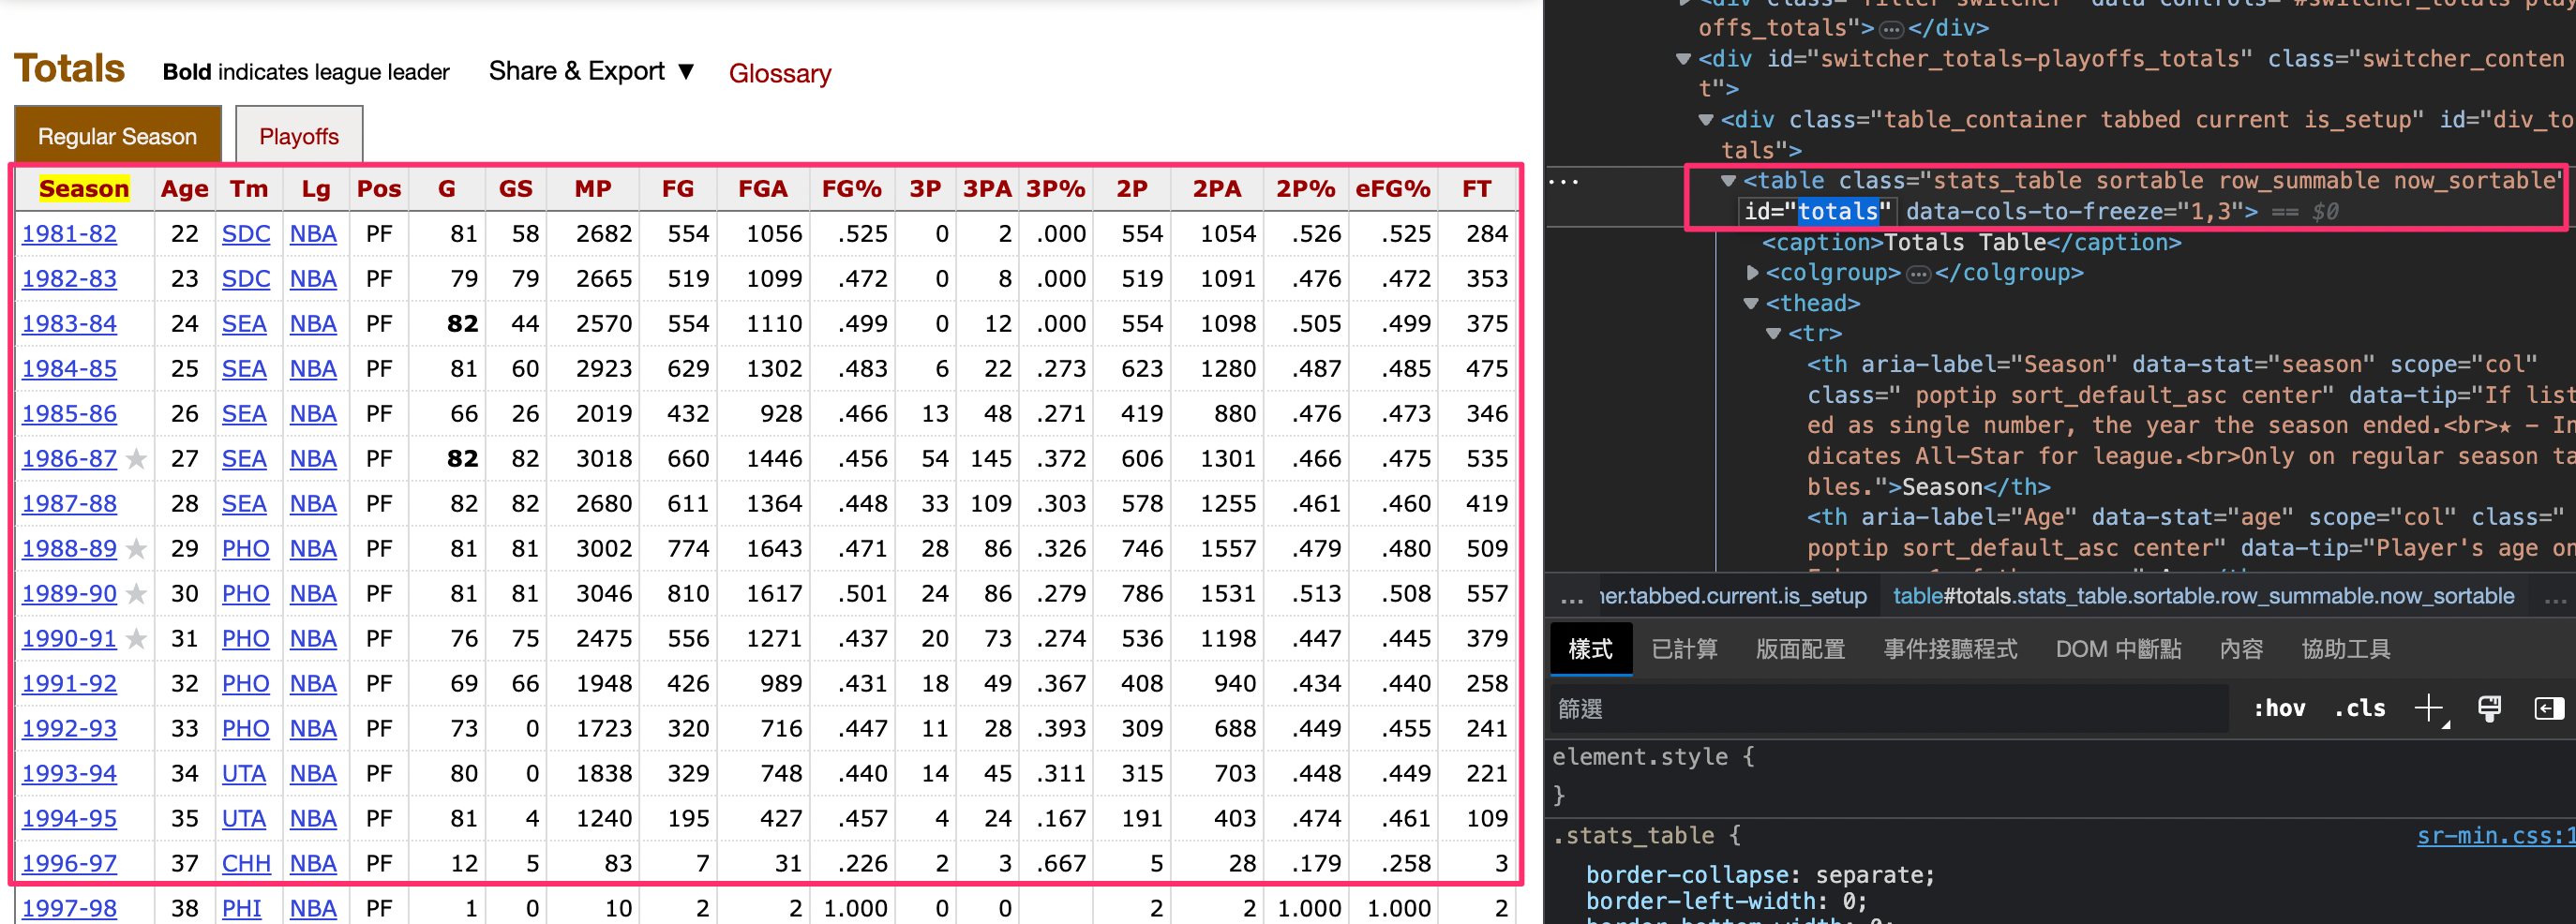 Totals Bold indicates league leader Share & Export ▼ Glossary
Regular Season Playoffs
Season Age Tm Lg Pos G GS MP FG FGA FG% 3P 3PA 3P% 2P 2PA 2P% eFG% FT
1981-82 22 SDC NBA PF 81 58 2682 554 1056 .525 0 2 .000 554 1054 .526 .525 284
1982-83 23 SDC NBA PF 79 79 2665 519 1099 .472 0 8 .000 519 1091 .476 .472 353
1983-84 24 SEA NBA PF 82 44 2570 554 1110 .499 0 12 .000 554 1098 .505 .499 375
1984-85 25 SEA NBA PF 81 60 2923 629 1302 .483 6 22 .273 623 1280 .487 .485 475
1985-86 26 SEA NBA PF 66 26 2019 432 928 .466 13 48 .271 419 880 .476 .473 346
1986-87 ★ 27 SEA NBA PF 82 82 3018 660 1446 .456 54 145 .372 606 1301 .466 .475 535
1987-88 28 SEA NBA PF 82 82 2680 611 1364 .448 33 109 .303 578 1255 .461 .460 419
1988-89 ★ 29 PHO NBA PF 81 81 3002 774 1643 .471 28 86 .326 746 1557 .479 .480 509
1989-90 ★ 30 PHO NBA PF 81 81 3046 810 1617 .501 24 86 .279 786 1531 .513 .508 557
1990-91 ★ 31 PHO NBA PF 76 75 2475 556 1271 .437 20 73 .274 536 1198 .447 .445 379
1991-92 32 PHO NBA PF 69 66 1948 426 989 .431 18 49 .367 408 940 .434 .440 258
1992-93 33 PHO NBA PF 73 0 1723 320 716 .447 11 28 .393 309 688 .449 .455 241
1993-94 34 UTA NBA PF 80 0 1838 329 748 .440 14 45 .311 315 703 .448 .449 221
1994-95 35 UTA NBA PF 81 4 1240 195 427 .457 4 24 .167 191 403 .474 .461 109
1996-97 37 CHH NBA PF 12 5 83 7 31 .226 2 3 .667 5 28 .179 .258 3
1997-98 38 PHI NBA PF 1 0 10 2 2 1.000 0 0 2 2 1.000 1.000 2
offs_totals">…</div>
<div id="switcher_totals-playoffs_totals" class="switcher_conten
t">
<div class="table_container tabbed current is_setup" id="div_to
tals">
<table class="stats_table sortable row_summable now_sortable"
id="totals" data-cols-to-freeze="1,3"> == $0
<caption>Totals Table</caption>
<colgroup>…</colgroup>
<thead>
<tr>
<th aria-label="Season" data-stat="season" scope="col"
class=" poptip sort_default_asc center" data-tip="If list
ed as single number, the year the season ended.<br>★ - In
dicates All-Star for league.<br>Only on regular season ta
bles.">Season</th>
<th aria-label="Age" data-stat="age" scope="col" class="
poptip sort_default_asc center" data-tip="Player's age on
… ner.tabbed.current.is_setup table#totals.stats_table.sortable.row_summable.now_sortable …
樣式 已計算 版面配置 事件接聽程式 DOM 中斷點 內容 協助工具
篩選 :hov .cls
element.style {
}
.stats_table { sr-min.css:1
border-collapse: separate;
border-left-width: 0;